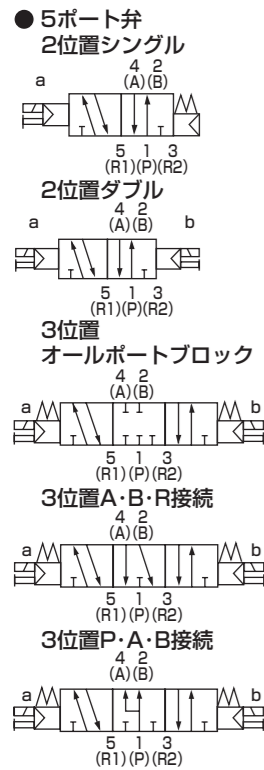 ● 5ポート弁
2位置シングル
4 2
a (A)(B)
5 1 3
(R1)(P)(R2)
2位置ダブル
4 2
a (A)(B) b
5 1 3
(R1)(P)(R2)
3位置
オールポートブロック
4 2
(A)(B)
a b
5 1 3
(R1)(P)(R2)
3位置A・B・R接続
4 2
a (A)(B) b
5 1 3
(R1)(P)(R2)
3位置P・A・B接続
4 2
(A)(B)
a b
5 1 3
(R1)(P)(R2)